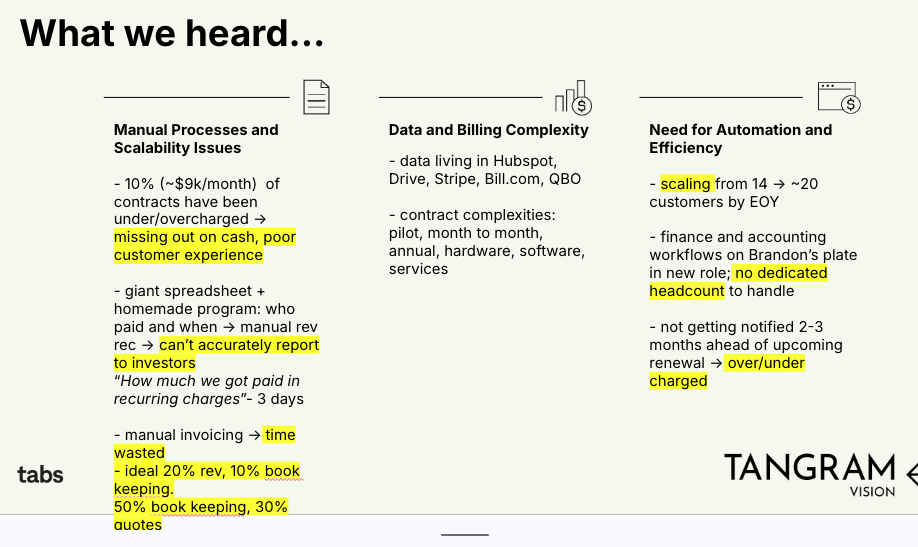 What we heard...
Manual Processes and
Scalability Issues
- 10% (~$9k/month)  of
contracts have been
under/overcharged →
missing out on cash, poor
customer experience
- giant spreadsheet +
homemade program: who
paid and when → manual rev
rec → can't accurately report
to investors
“How much we got paid in
recurring charges”- 3 days
- manual invoicing → time
wasted
- ideal 20% rev, 10% book
keeping.
50% book keeping, 30%
quotes
Data and Billing Complexity
- data living in Hubspot,
Drive, Stripe, Bill.com, QBO
- contract complexities:
pilot, month to month,
annual, hardware, software,
services
Need for Automation and
Efficiency
- scaling from 14 → ~20
customers by EOY
- finance and accounting
workflows on Brandon's plate
in new role; no dedicated
headcount to handle
- not getting notified 2-3
months ahead of upcoming
renewal → over/under
charged
tabs
TANGRAM
VISION